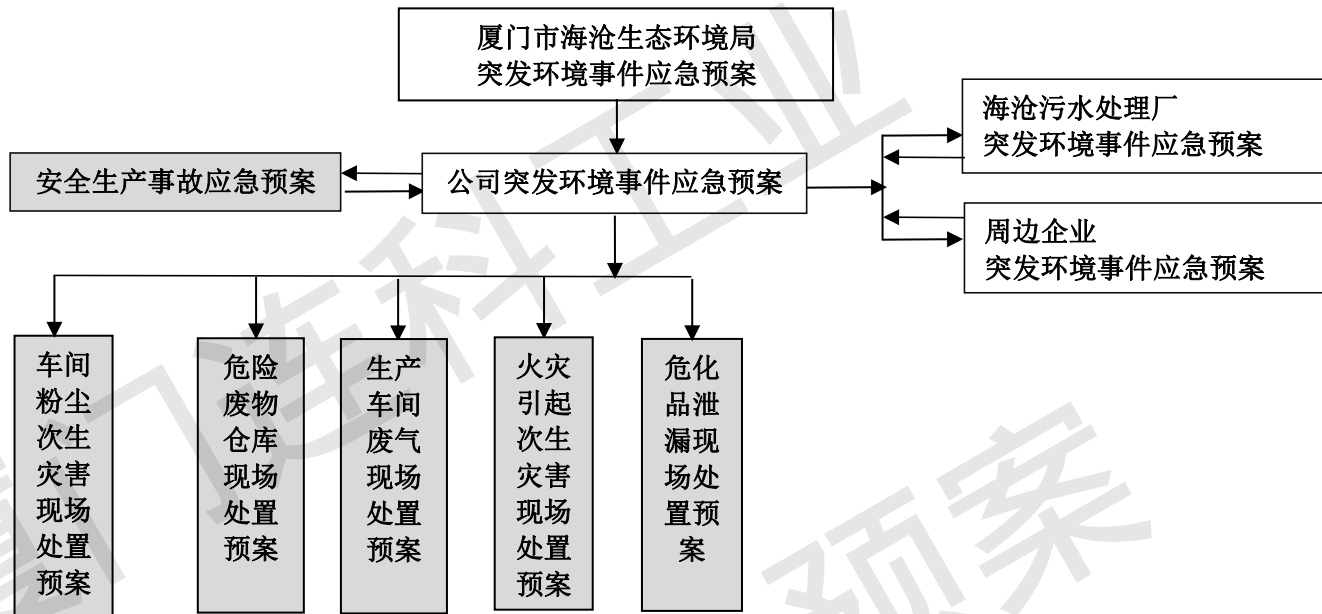 厦门市海沧生态环境局
突发环境事件应急预案
海沧污水处理厂
突发环境事件应急预案
安全生产事故应急预案
公司突发环境事件应急预案
周边企业
突发环境事件应急预案
车间
粉尘
次生
灾害
现场
处置
预案
危险
废物
仓库
现场
处置
预案
生产
车间
废气
现场
处置
预案
火灾
引起
次生
灾害
现场
处置
预案
危化
品泄
漏现
场处
置预
案
门连科工业
预案